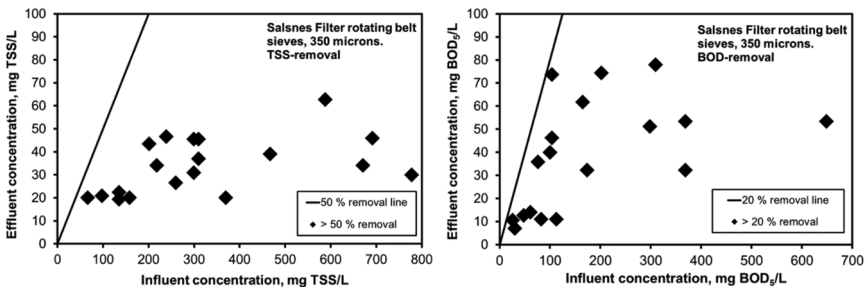 Salsnes Filter rotating belt
sieves, 350 microns.
TSS-removal
Effluent concentration, mg TSS/L
100
90
80
70
60
50
40
30
20
10
0
0 100 200 300 400 500 600 700 800
Influent concentration, mg TSS/L
50 % removal line
> 50 % removal
Salsnes Filter rotating belt
sieves, 350 microns.
BOD-removal
Effluent concentration, mg BOD₅/L
100
90
80
70
60
50
40
30
20
10
0
0 100 200 300 400 500 600 700
Influent concentration, mg BOD₅/L
20 % removal line
> 20 % removal